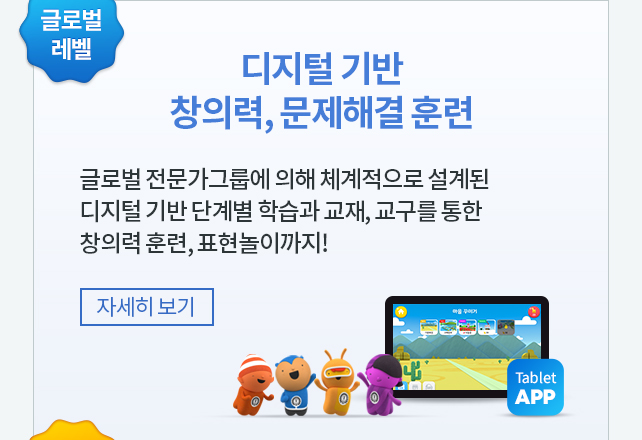 글로벌
레벨
디지털 기반
창의력, 문제해결 훈련
글로벌 전문가그룹에 의해 체계적으로 설계된
디지털 기반 단계별 학습과 교재, 교구를 통한
창의력 훈련, 표현놀이까지!
자세히 보기
Tablet
APP